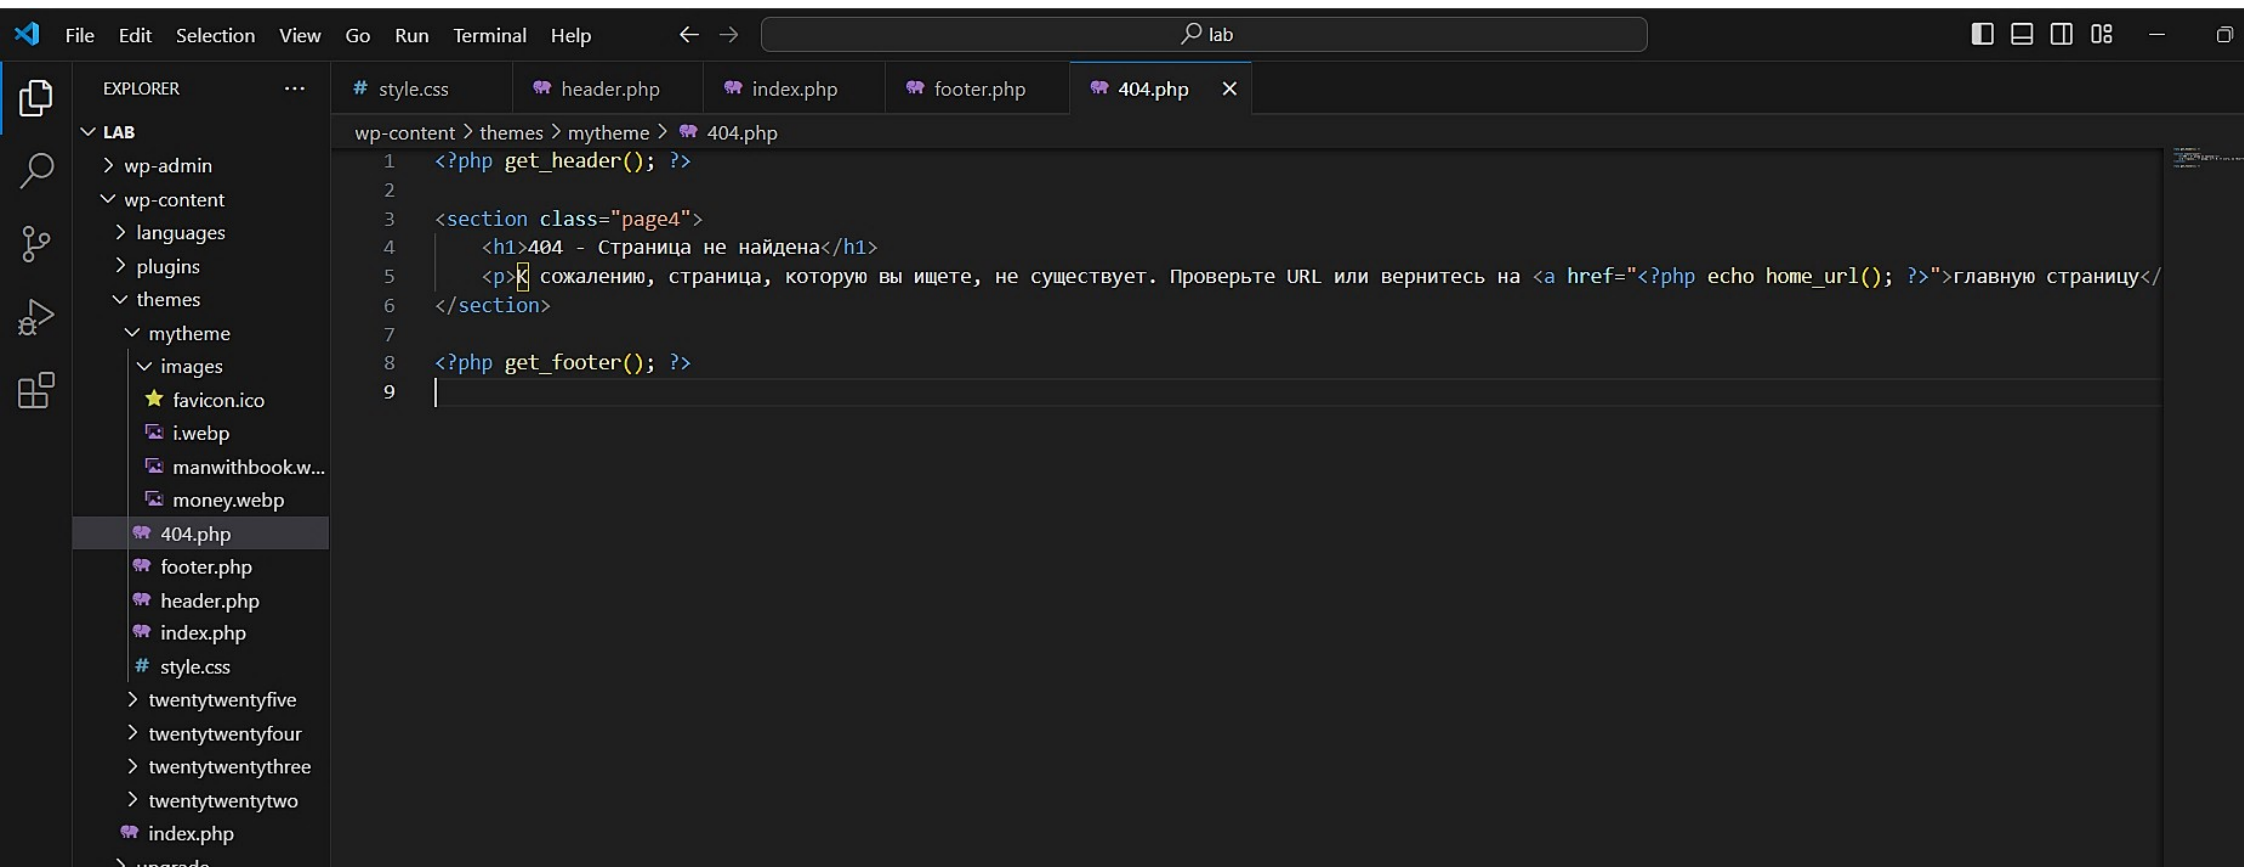 File Edit Selection View Go Run Terminal Help lab
EXPLORER ...
LAB
wp-admin
wp-content
languages
plugins
themes
mytheme
images
favicon.ico
i.webp
manwithbook.w...
money.webp
404.php
footer.php
header.php
index.php
style.css
twentytwentyfive
twentytwentyfour
twentytwentythree
twentytwentytwo
index.php
upgrade
# style.css header.php index.php footer.php 404.php
wp-content > themes > mytheme > 404.php
1 <?php get_header(); ?>
2
3 <section class="page4">
4 <h1>404 - Страница не найдена</h1>
5 <p>К сожалению, страница, которую вы ищете, не существует. Проверьте URL или вернитесь на <a href="<?php echo home_url(); ?>">главную страницу</
6 </section>
7
8 <?php get_footer(); ?>
9